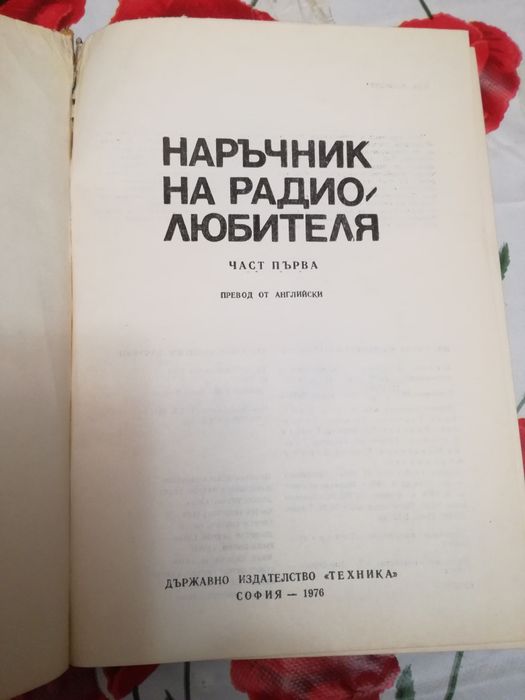 НАРЪЧНИК
НА РАДИО-
ЛЮБИТЕЛЯ
ЧАСТ ПЪРВА
ПРЕВОД ОТ АНГЛИЙСКИ
ДЪРЖАВНО ИЗДАТЕЛСТВО «ТЕХНИКА»
СОФИЯ — 1976